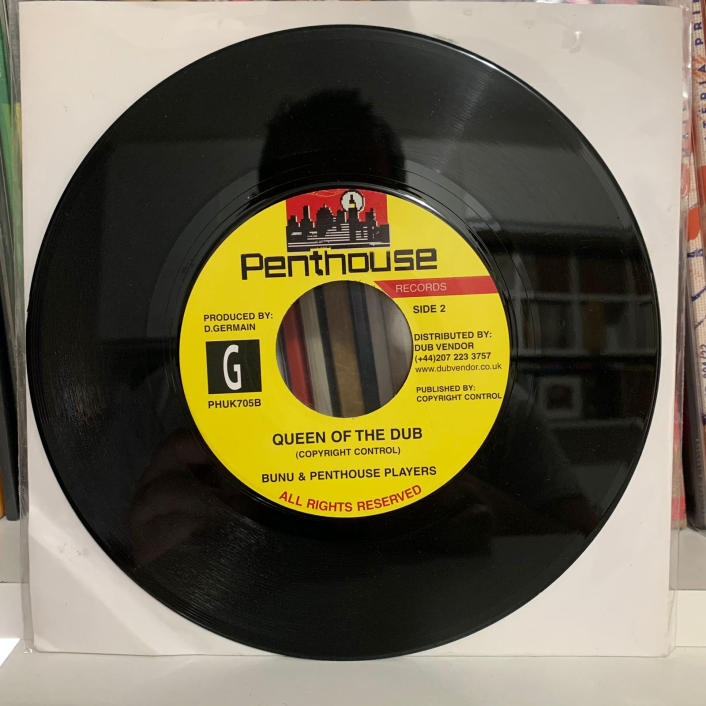 Penthouse
RECORDS
SIDE 2
PRODUCED BY:
D.GERMAIN
G
PHUK705B
DISTRIBUTED BY:
DUB VENDOR
(+44)207 223 3757
www.dubvendor.co.uk
PUBLISHED BY:
COPYRIGHT CONTROL
QUEEN OF THE DUB
(COPYRIGHT CONTROL)
BUNU & PENTHOUSE PLAYERS
ALL RIGHTS RESERVED